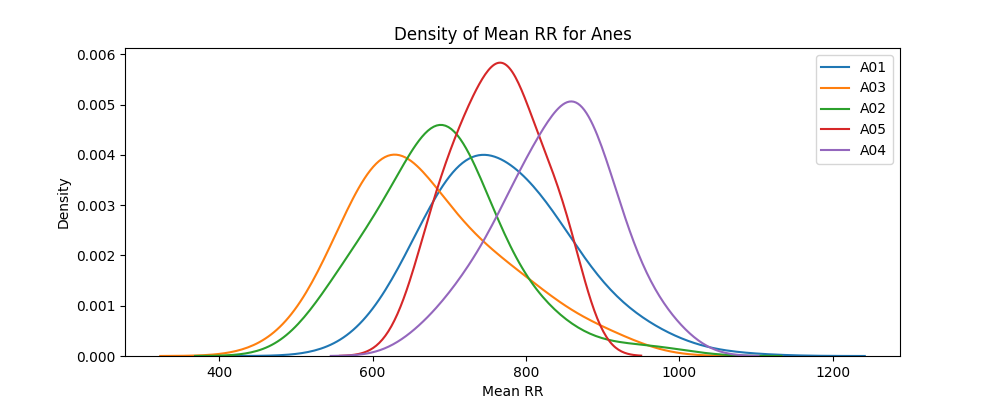 Density of Mean RR for Anes
0.006
0.005
0.004
0.003
0.002
0.001
0.000
Density
400 600 800 1000 1200
Mean RR
A01
A03
A02
A05
A04